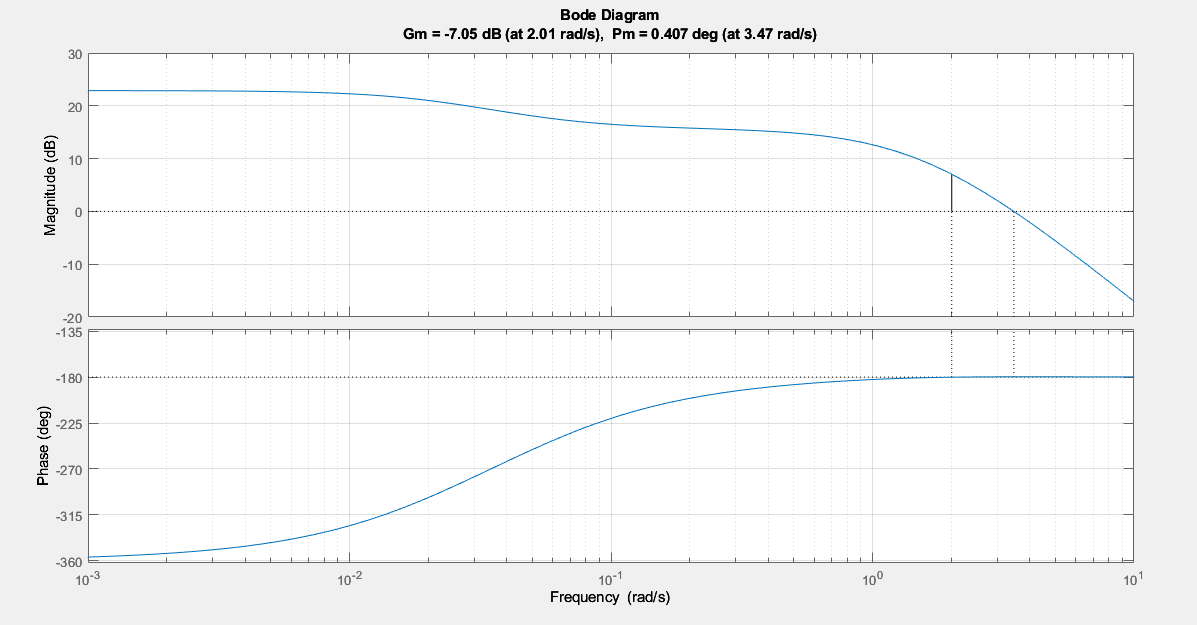 Bode Diagram
Gm = -7.05 dB (at 2.01 rad/s), Pm = 0.407 deg (at 3.47 rad/s)
30
20
10
0
-10
-20
Magnitude (dB)
-135
-180
-225
-270
-315
-360
Phase (deg)
10^-3 10^-2 10^-1 10^0 10^1
Frequency (rad/s)